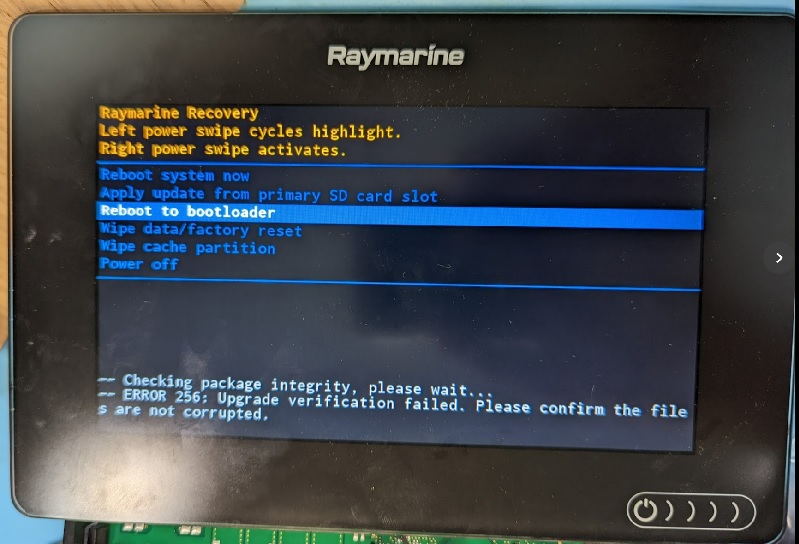 Raymarine
Raymarine Recovery
Left power swipe cycles highlight.
Right power swipe activates.
Reboot system now
Apply update from primary SD card slot
Reboot to bootloader
Wipe data/factory reset
Wipe cache partition
Power off
-- Checking package integrity, please wait...
-- ERROR 256: Upgrade verification failed. Please confirm the file
s are not corrupted.